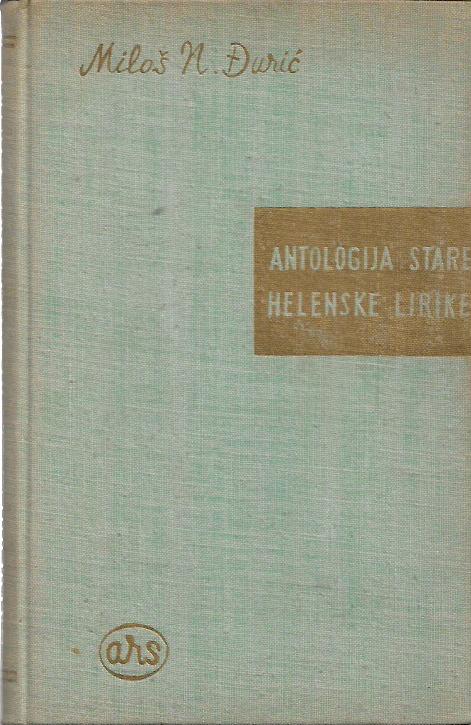 Miloš N. Đurić
ANTOLOGIJA STARE
HELENSKE LIRIKE
ars